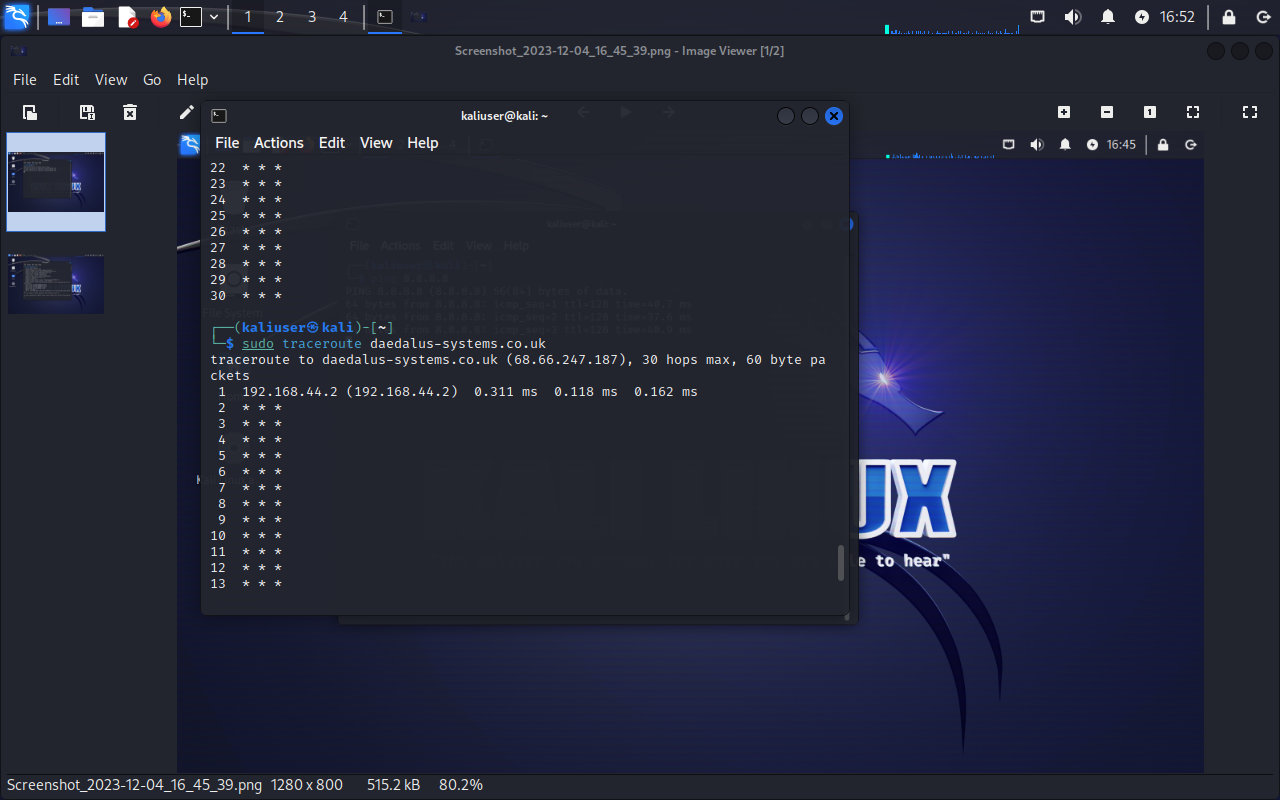 1 2 3 4 16:52
Screenshot_2023-12-04_16_45_39.png - Image Viewer [1/2]
File Edit View Go Help
kaliuser@kali: ~
File Actions Edit View Help
16:45
22 * * *
23 * * *
24 * * *
25 * * *
26 * * *
27 * * *
28 * * *
29 * * *
30 * * *
┌──(kaliuser㉿kali)-[~]
└─$ sudo traceroute daedalus-systems.co.uk
traceroute to daedalus-systems.co.uk (68.66.247.187), 30 hops max, 60 byte pa
ckets
1 192.168.44.2 (192.168.44.2) 0.311 ms 0.118 ms 0.162 ms
2 * * *
3 * * *
4 * * *
5 * * *
6 * * *
7 * * *
8 * * *
9 * * *
10 * * *
11 * * *
12 * * *
13 * * *
UX
to hear"
Screenshot_2023-12-04_16_45_39.png 1280 x 800 515.2 kB 80.2%